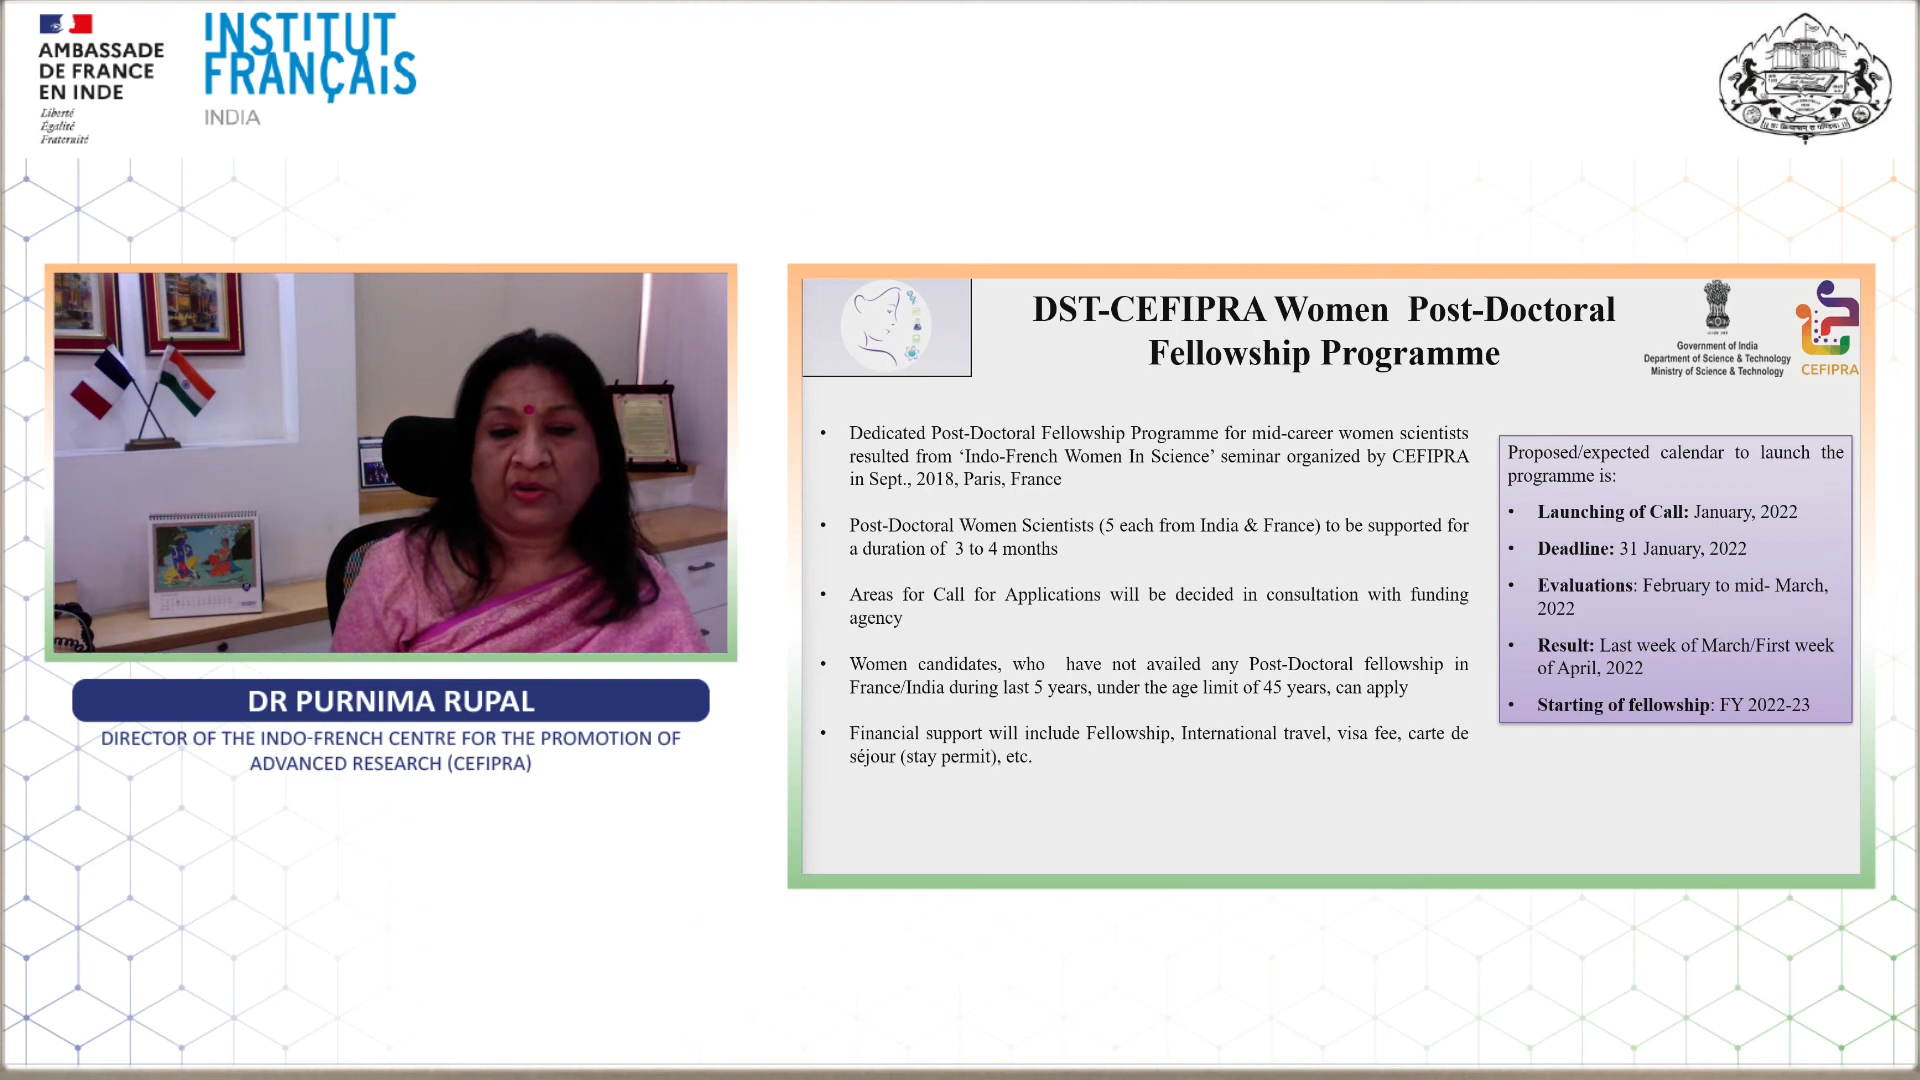 AMBASSADE
DE FRANCE
EN INDE
Liberté
Égalité
Fraternité
INSTITUT
FRANÇAIS
INDIA
DR PURNIMA RUPAL
DIRECTOR OF THE INDO-FRENCH CENTRE FOR THE PROMOTION OF
ADVANCED RESEARCH (CEFIPRA)
DST-CEFIPRA Women Post-Doctoral
Fellowship Programme
Government of India
Department of Science & Technology
Ministry of Science & Technology
CEFIPRA
• Dedicated Post-Doctoral Fellowship Programme for mid-career women scientists
resulted from ‘Indo-French Women In Science’ seminar organized by CEFIPRA
in Sept., 2018, Paris, France
• Post-Doctoral Women Scientists (5 each from India & France) to be supported for
a duration of 3 to 4 months
• Areas for Call for Applications will be decided in consultation with funding
agency
• Women candidates, who have not availed any Post-Doctoral fellowship in
France/India during last 5 years, under the age limit of 45 years, can apply
• Financial support will include Fellowship, International travel, visa fee, carte de
séjour (stay permit), etc.
Proposed/expected calendar to launch the
programme is:
• Launching of Call: January, 2022
• Deadline: 31 January, 2022
• Evaluations: February to mid- March,
2022
• Result: Last week of March/First week
of April, 2022
• Starting of fellowship: FY 2022-23